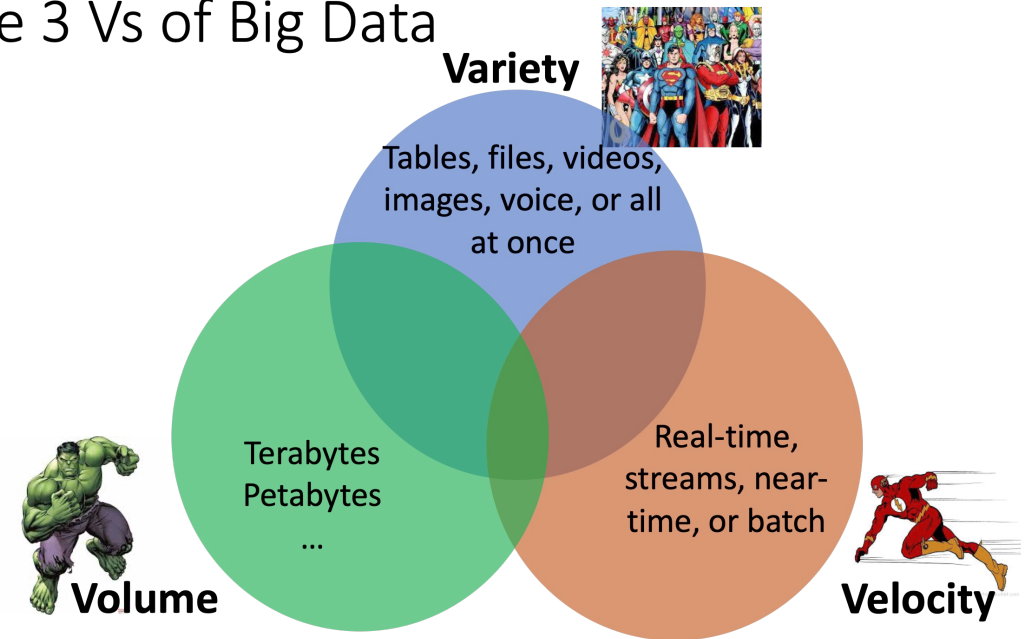 e 3 Vs of Big Data
Variety
Tables, files, videos,
images, voice, or all
at once
Terabytes
Petabytes
...
Volume
Real-time,
streams, near-
time, or batch
Velocity